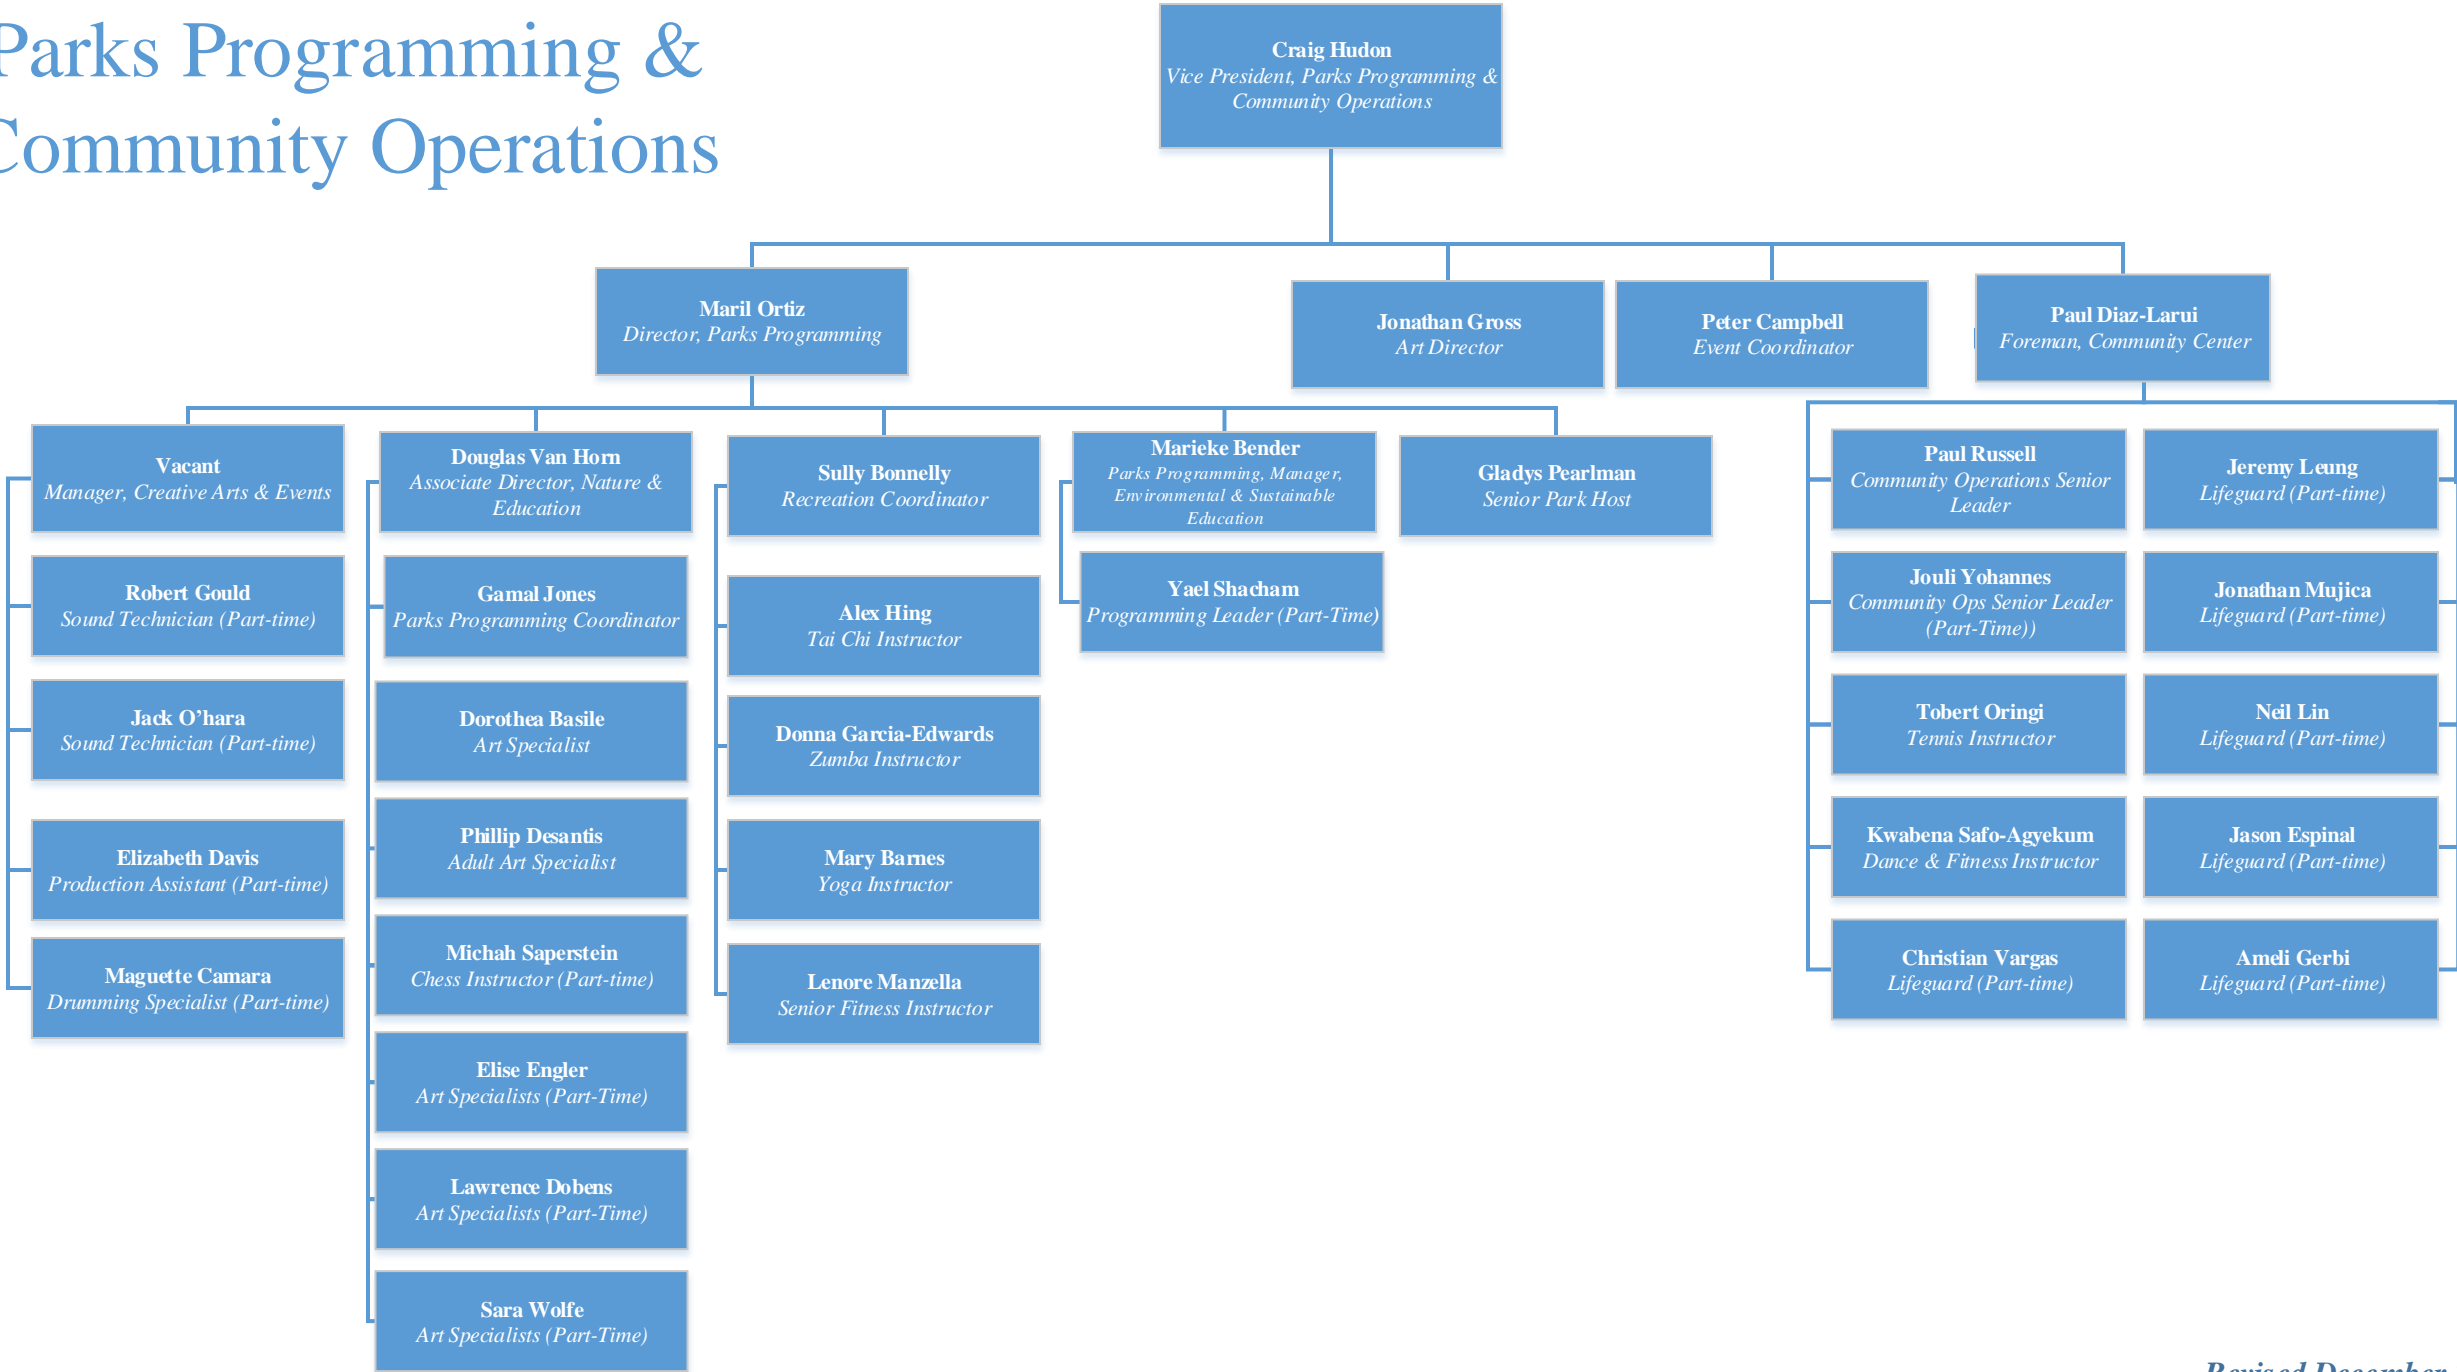 Parks Programming &
Community Operations
Craig Hudon
Vice President, Parks Programming &
Community Operations
Maril Ortiz
Director, Parks Programming
Jonathan Gross
Art Director
Peter Campbell
Event Coordinator
Paul Diaz-Larui
Foreman, Community Center
Vacant
Manager, Creative Arts & Events
Robert Gould
Sound Technician (Part-time)
Jack O’hara
Sound Technician (Part-time)
Elizabeth Davis
Production Assistant (Part-time)
Maguette Camara
Drumming Specialist (Part-time)
Douglas Van Horn
Associate Director, Nature &
Education
Gamal Jones
Parks Programming Coordinator
Dorothea Basile
Art Specialist
Phillip Desantis
Adult Art Specialist
Michah Saperstein
Chess Instructor (Part-time)
Elise Engler
Art Specialists (Part-Time)
Lawrence Dobens
Art Specialists (Part-Time)
Sara Wolfe
Art Specialists (Part-Time)
Sully Bonnelly
Recreation Coordinator
Alex Hing
Tai Chi Instructor
Donna Garcia-Edwards
Zumba Instructor
Mary Barnes
Yoga Instructor
Lenore Manzella
Senior Fitness Instructor
Marieke Bender
Parks Programming, Manager,
Environmental & Sustainable
Education
Yael Shacham
Programming Leader (Part-Time)
Gladys Pearlman
Senior Park Host
Paul Russell
Community Operations Senior
Leader
Jouli Yohannes
Community Ops Senior Leader
(Part-Time))
Tobert Oringi
Tennis Instructor
Kwabena Safo-Agyekum
Dance & Fitness Instructor
Christian Vargas
Lifeguard (Part-time)
Jeremy Leung
Lifeguard (Part-time)
Jonathan Mujica
Lifeguard (Part-time)
Neil Lin
Lifeguard (Part-time)
Jason Espinal
Lifeguard (Part-time)
Ameli Gerbi
Lifeguard (Part-time)
Revised December